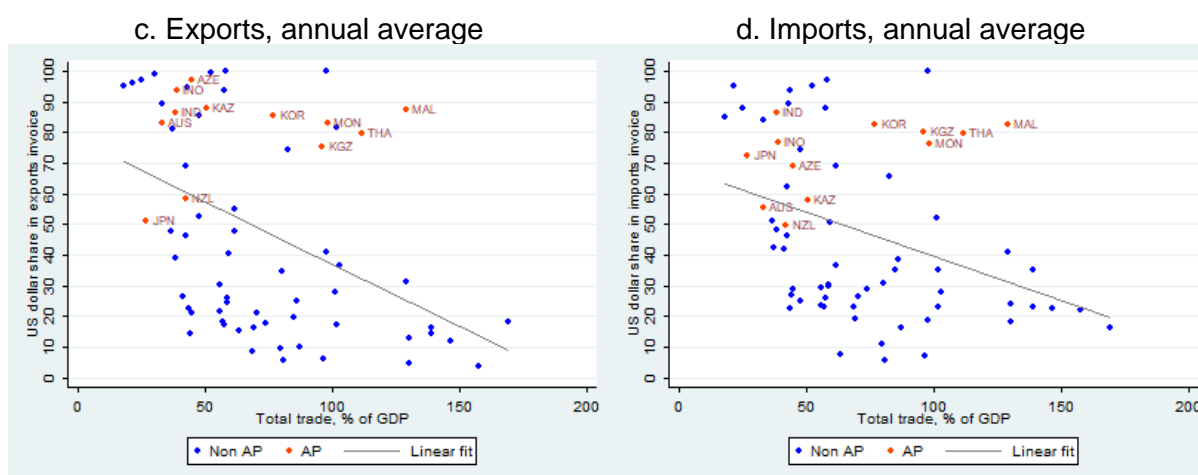 c. Exports, annual average
US dollar share in exports invoice
100
90
80
70
60
50
40
30
20
10
0
AZE
INO
IND
KAZ
AUS
KOR
MON
MAL
THA
KGZ
NZL
JPN
0 50 100 150 200
Total trade, % of GDP
Non AP AP Linear fit
d. Imports, annual average
US dollar share in imports invoice
100
90
80
70
60
50
40
30
20
10
0
IND
KOR
MAL
KGZ
THA
INO
MON
JPN
AZE
KAZ
AUS
NZL
0 50 100 150 200
Total trade, % of GDP
Non AP AP Linear fit